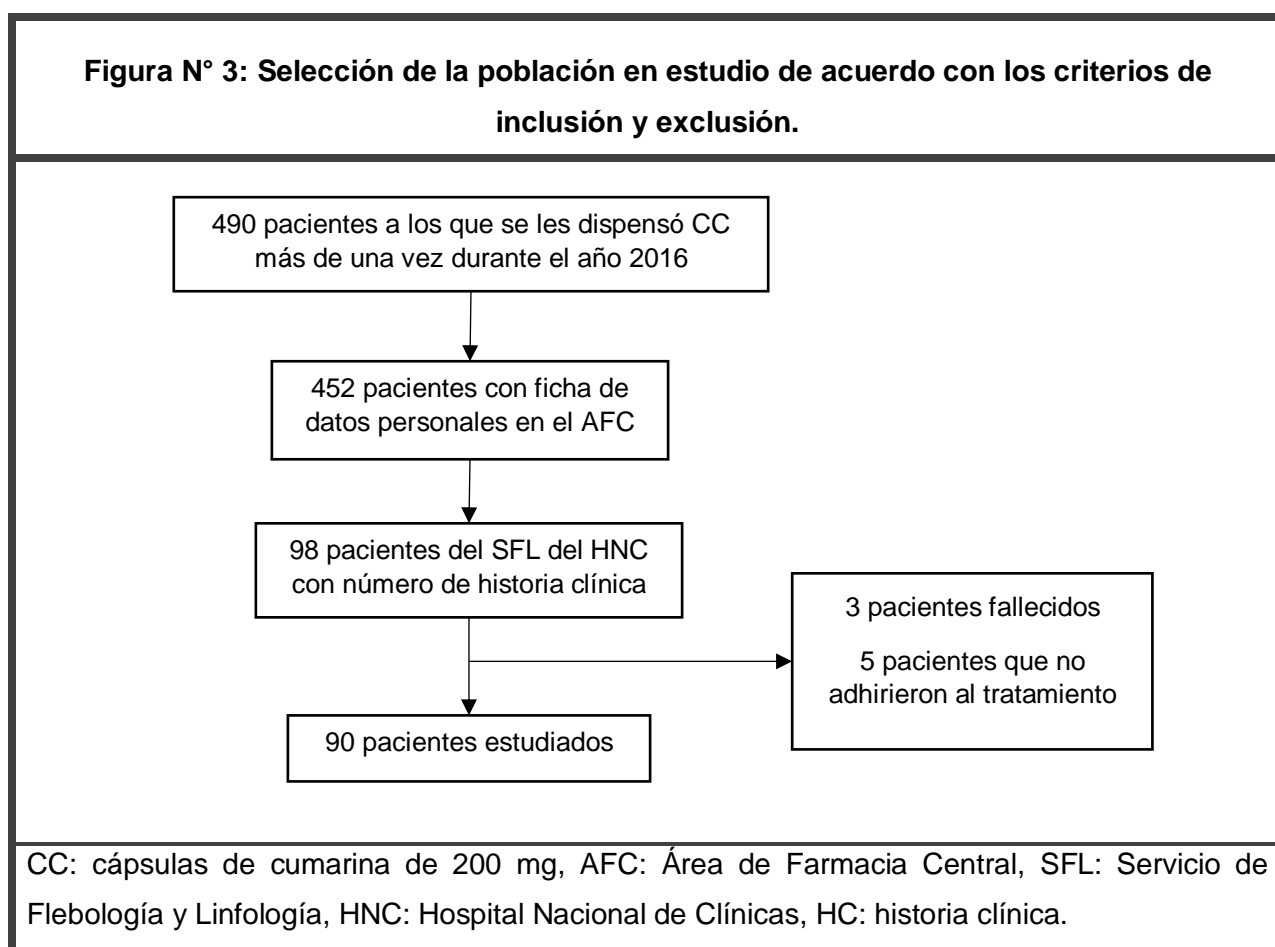 Figura N° 3: Selección de la población en estudio de acuerdo con los criterios de
inclusión y exclusión.
490 pacientes a los que se les dispensó CC
más de una vez durante el año 2016
452 pacientes con ficha de
datos personales en el AFC
98 pacientes del SFL del HNC
con número de historia clínica
3 pacientes fallecidos
5 pacientes que no
adhirieron al tratamiento
90 pacientes estudiados
CC: cápsulas de cumarina de 200 mg, AFC: Área de Farmacia Central, SFL: Servicio de
Flebología y Linfología, HNC: Hospital Nacional de Clínicas, HC: historia clínica.